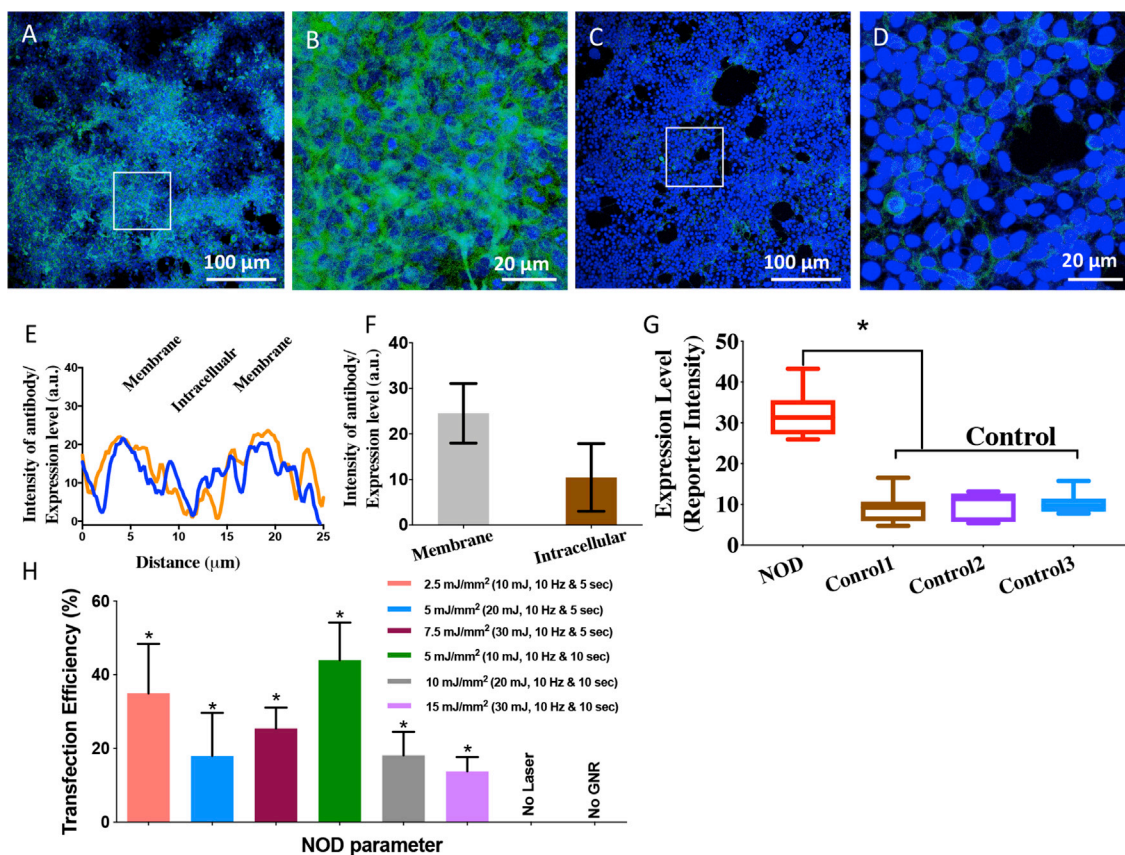 A
B
C
D
100 µm
20 µm
100 µm
20 µm
E
Membrane
Intracellualr
Membrane
Intensity of antibody/
Expression level (a.u.)
40
30
20
10
0
0
5
10
15
20
25
Distance (µm)
F
Intensity of antibody/
Expression level (a.u.)
40
30
20
10
0
Membrane
Intracellular
G
Expression Level
(Reporter Intensity)
50
40
30
20
10
0
*
Control
NOD
Conrol1
Control2
Control3
H
Transfection Efficiency (%)
60
40
20
0
*
*
*
*
*
*
No Laser
No GNR
NOD parameter
2.5 mJ/mm² (10 mJ, 10 Hz & 5 sec)
5 mJ/mm² (20 mJ, 10 Hz & 5 sec)
7.5 mJ/mm² (30 mJ, 10 Hz & 5 sec)
5 mJ/mm² (10 mJ, 10 Hz & 10 sec)
10 mJ/mm² (20 mJ, 10 Hz & 10 sec)
15 mJ/mm² (30 mJ, 10 Hz & 10 sec)